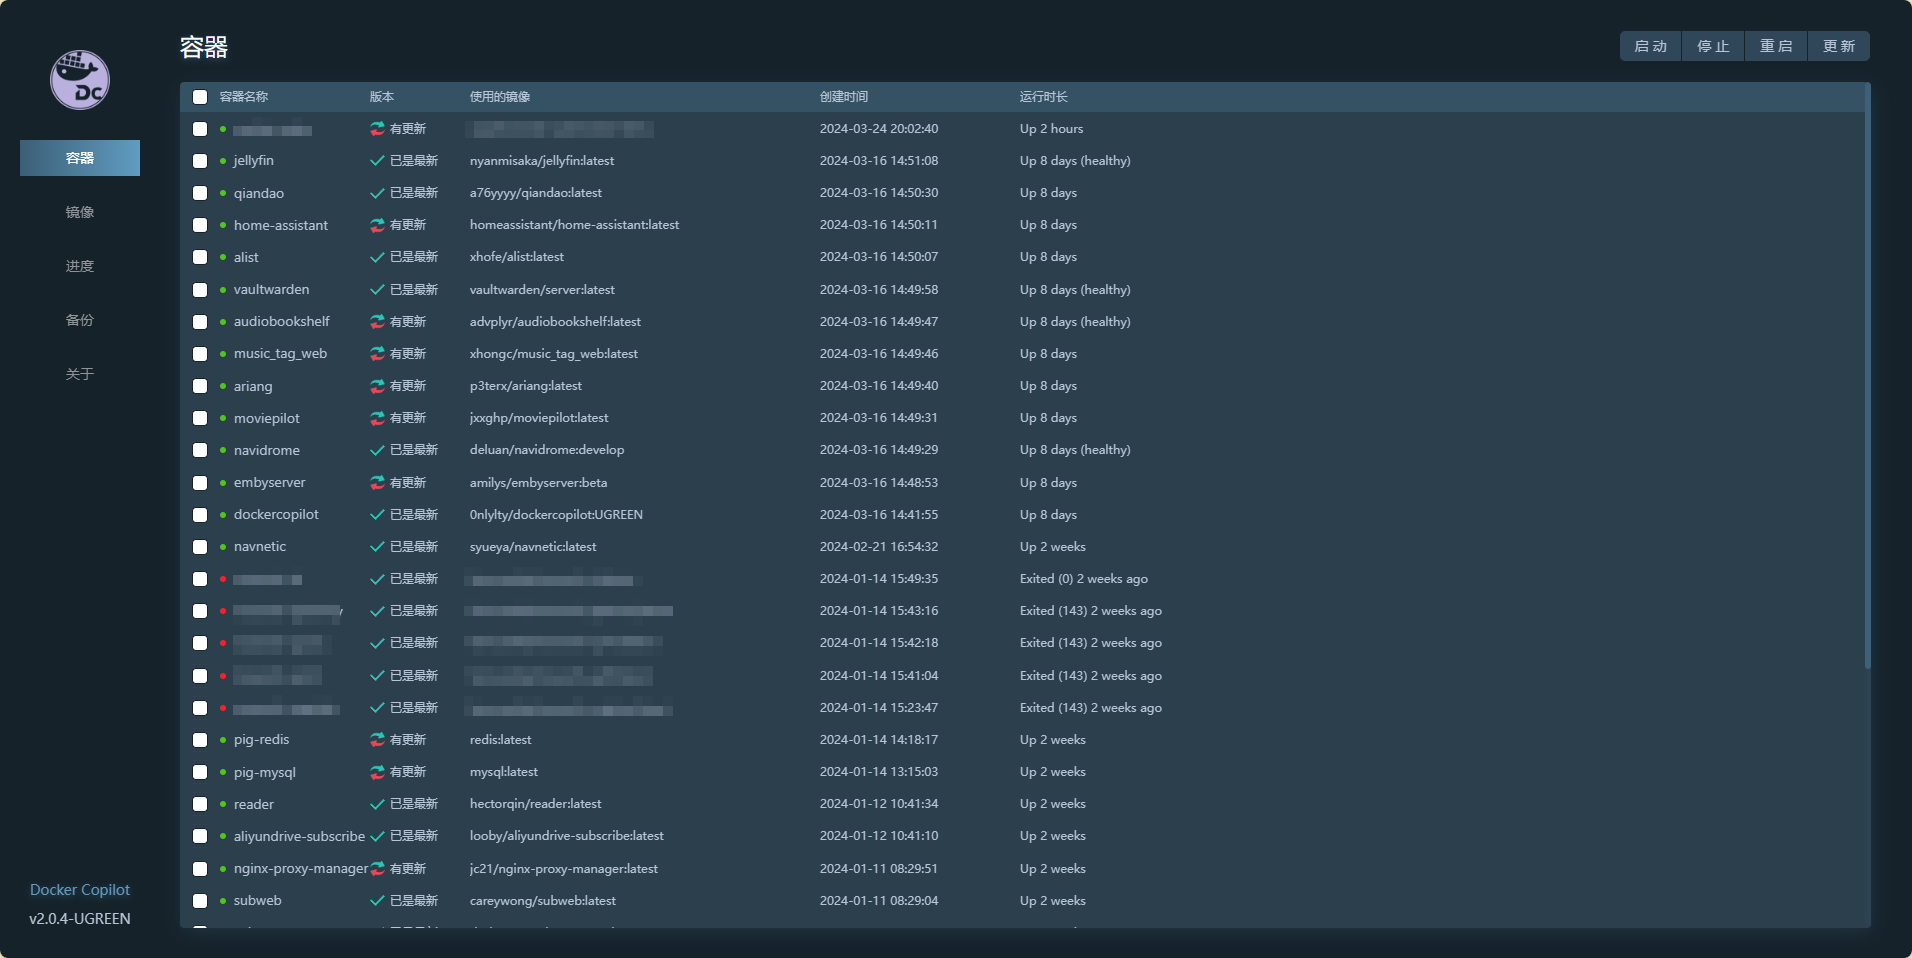 容器
启动 停止 重启 更新
Dc
容器
镜像
进度
备份
关于
Docker Copilot
v2.0.4-UGREEN
容器名称 版本 使用的镜像 创建时间 运行时长
有更新 2024-03-24 20:02:40 Up 2 hours
jellyfin 已是最新 nyanmisaka/jellyfin:latest 2024-03-16 14:51:08 Up 8 days (healthy)
qiandao 已是最新 a76yyyy/qiandao:latest 2024-03-16 14:50:30 Up 8 days
home-assistant 有更新 homeassistant/home-assistant:latest 2024-03-16 14:50:11 Up 8 days
alist 已是最新 xhofe/alist:latest 2024-03-16 14:50:07 Up 8 days
vaultwarden 已是最新 vaultwarden/server:latest 2024-03-16 14:49:58 Up 8 days (healthy)
audiobookshelf 有更新 advplyr/audiobookshelf:latest 2024-03-16 14:49:47 Up 8 days (healthy)
music_tag_web 有更新 xhongc/music_tag_web:latest 2024-03-16 14:49:46 Up 8 days
ariang 有更新 p3terx/ariang:latest 2024-03-16 14:49:40 Up 8 days
moviepilot 有更新 jxxghp/moviepilot:latest 2024-03-16 14:49:31 Up 8 days
navidrome 已是最新 deluan/navidrome:develop 2024-03-16 14:49:29 Up 8 days (healthy)
embyserver 有更新 amilys/embyserver:beta 2024-03-16 14:48:53 Up 8 days
dockercopilot 已是最新 0nlylty/dockercopilot:UGREEN 2024-03-16 14:41:55 Up 8 days
navnetic 已是最新 syueya/navnetic:latest 2024-02-21 16:54:32 Up 2 weeks
已是最新 2024-01-14 15:49:35 Exited (0) 2 weeks ago
已是最新 2024-01-14 15:43:16 Exited (143) 2 weeks ago
已是最新 2024-01-14 15:42:18 Exited (143) 2 weeks ago
已是最新 2024-01-14 15:41:04 Exited (143) 2 weeks ago
已是最新 2024-01-14 15:23:47 Exited (143) 2 weeks ago
pig-redis 有更新 redis:latest 2024-01-14 14:18:17 Up 2 weeks
pig-mysql 有更新 mysql:latest 2024-01-14 13:15:03 Up 2 weeks
reader 已是最新 hectorqin/reader:latest 2024-01-12 10:41:34 Up 2 weeks
aliyundrive-subscribe 已是最新 looby/aliyundrive-subscribe:latest 2024-01-12 10:41:10 Up 2 weeks
nginx-proxy-manager 有更新 jc21/nginx-proxy-manager:latest 2024-01-11 08:29:51 Up 2 weeks
subweb 已是最新 careywong/subweb:latest 2024-01-11 08:29:04 Up 2 weeks